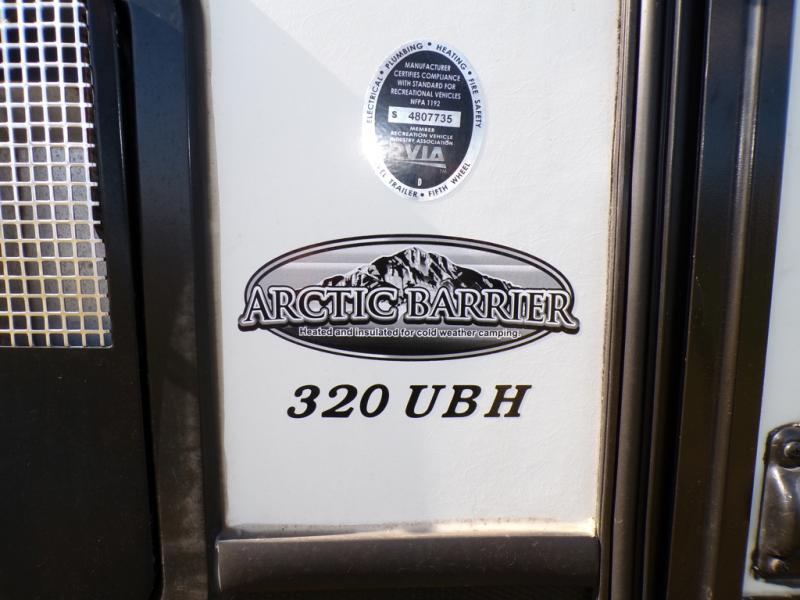 ELECTRICAL • PLUMBING • HEATING • FIRE SAFETY
MANUFACTURER
CERTIFIES COMPLIANCE
WITH STANDARD FOR
RECREATIONAL VEHICLES
NFPA 1192
S 4807735
MEMBER
RECREATION VEHICLE
INDUSTRY ASSOCIATION
RVIA
TM
D
TRAILER • FIFTH WHEEL
ARCTIC BARRIER
Heated and insulated for cold weather camping.
320 UBH